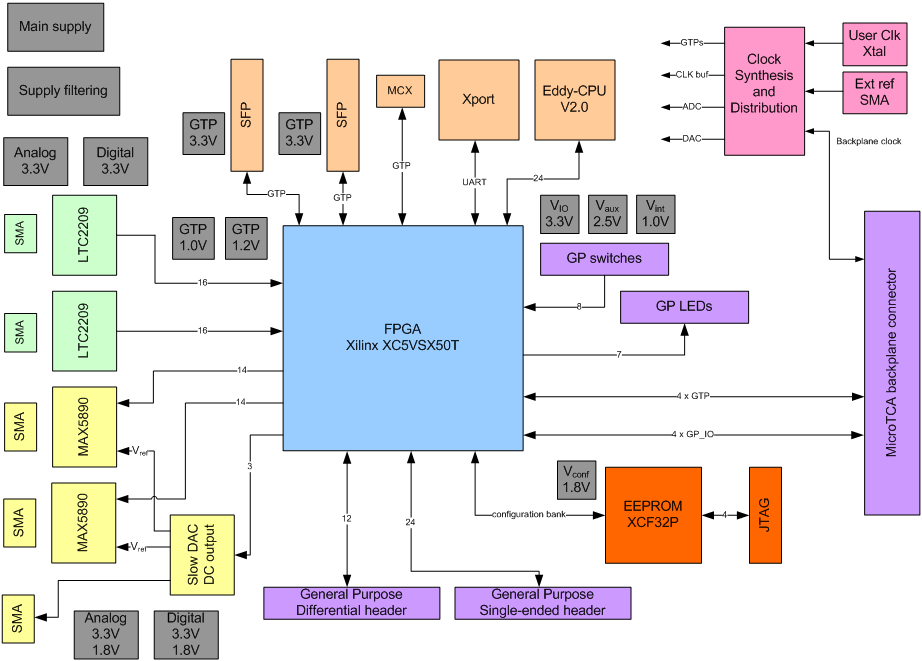 Main supply
Supply filtering
Analog
3.3V
Digital
3.3V
GTP
3.3V
SFP
GTP
3.3V
SFP
MCX
Xport
Eddy-CPU
V2.0
GTPs
CLK buf
ADC
DAC
Clock
Synthesis
and
Distribution
User Clk
Xtal
Ext ref
SMA
Backplane clock
GTP
GTP
GTP
UART
24
SMA
LTC2209
GTP
1.0V
GTP
1.2V
16
VIO
3.3V
Vaux
2.5V
Vint
1.0V
GP switches
8
GP LEDs
7
SMA
LTC2209
16
FPGA
Xilinx XC5VSX50T
MicroTCA backplane connector
4 x GTP
4 x GP_IO
SMA
MAX5890
14
14
Vref
3
SMA
MAX5890
Vref
Slow DAC
DC output
12
24
configuration bank
Vconf
1.8V
EEPROM
XCF32P
4
JTAG
SMA
Analog
3.3V
1.8V
Digital
3.3V
1.8V
General Purpose
Differential header
General Purpose
Single-ended header